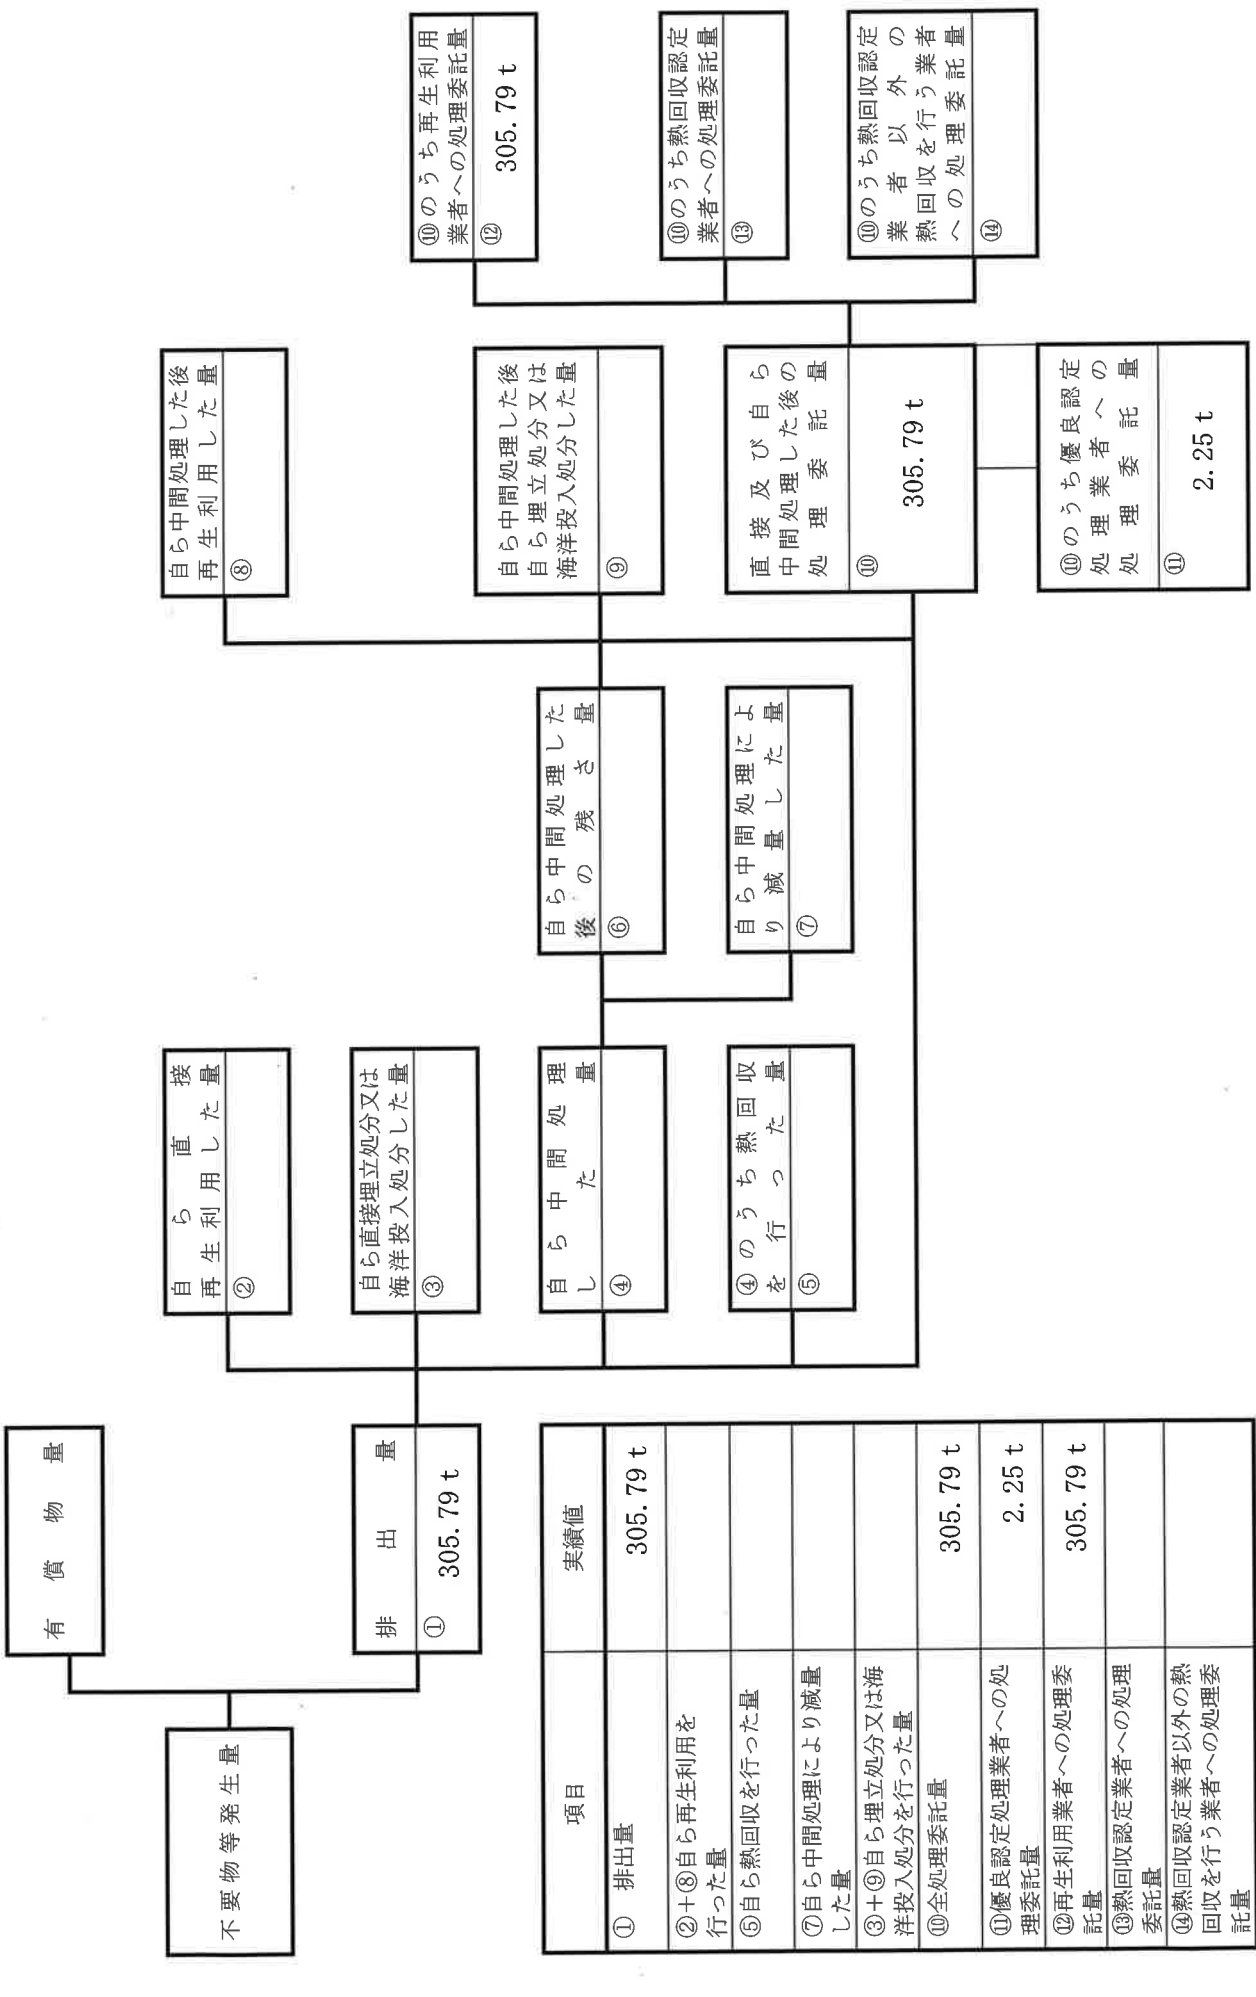 有償物量
不要物等発生量
排出量
① 305.79 t
自ら直接
再生利用した量
②
自ら直接埋立処分又は
海洋投入処分した量
③
自ら中間処理
した量
④
④のうち熱回収
を行った量
⑤
自ら中間処理した
後の残さ量
⑥
自ら中間処理によ
り減量した量
⑦
自ら中間処理した後
再生利用した量
⑧
自ら中間処理した後
自ら埋立処分又は
海洋投入処分した量
⑨
直接及び自ら
中間処理した後の
処理委託量
⑩
305.79 t
⑩のうち優良認定
処理業者への
処理委託量
⑪
2.25 t
⑩のうち再生利用
業者への処理委託量
⑫
305.79 t
⑩のうち熱回収認定
業者への処理委託量
⑬
⑩のうち熱回収認定
業者以外の
熱回収を行う業者
への処理委託量
⑭
項目 実績値
① 排出量 305.79 t
②+⑧自ら再生利用を
行った量
⑤自ら熱回収を行った量
⑦自ら中間処理により減量
した量
③+⑨自ら埋立処分又は海
洋投入処分を行った量
⑩全処理委託量 305.79 t
⑪優良認定処理業者への処
理委託量 2.25 t
⑫再生利用業者への処理委
託量 305.79 t
⑬熱回収認定業者への処理
委託量
⑭熱回収認定業者以外の熱
回収を行う業者への処理委
託量